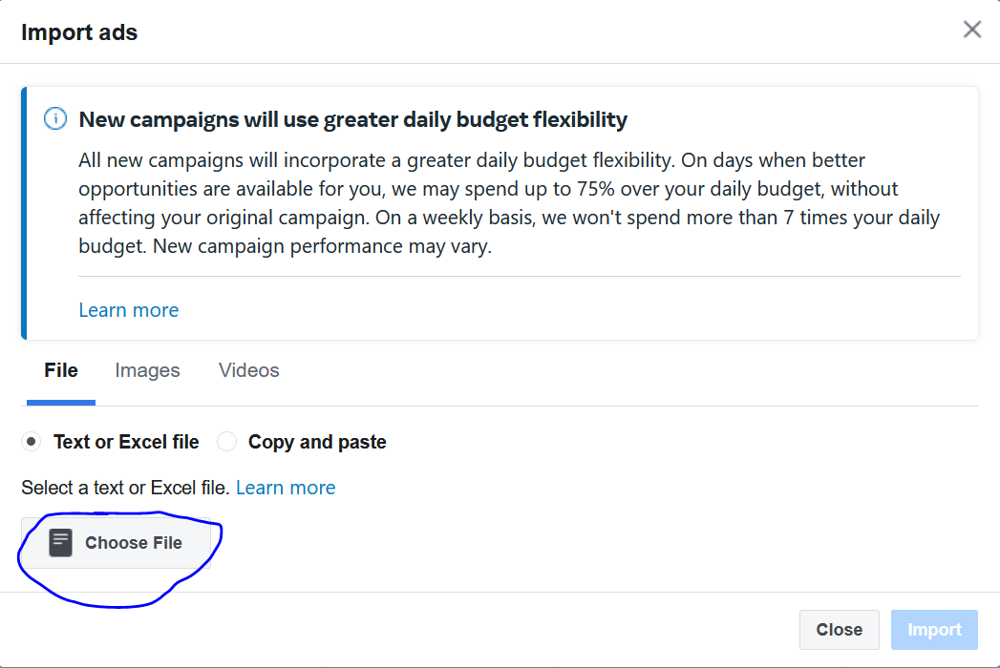 Import ads
New campaigns will use greater daily budget flexibility
All new campaigns will incorporate a greater daily budget flexibility. On days when better
opportunities are available for you, we may spend up to 75% over your daily budget, without
affecting your original campaign. On a weekly basis, we won't spend more than 7 times your daily
budget. New campaign performance may vary.
Learn more
File Images Videos
Text or Excel file Copy and paste
Select a text or Excel file. Learn more
Choose File
Close Import